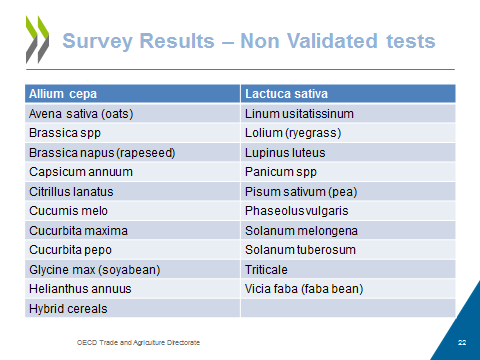 Survey Results – Non Validated tests
Allium cepa Lactuca sativa
Avena sativa (oats) Linum usitatissinum
Brassica spp Lolium (ryegrass)
Brassica napus (rapeseed) Lupinus luteus
Capsicum annuum Panicum spp
Citrillus lanatus Pisum sativum (pea)
Cucumis melo Phaseolus vulgaris
Cucurbita maxima Solanum melongena
Cucurbita pepo Solanum tuberosum
Glycine max (soyabean) Triticale
Helianthus annuus Vicia faba (faba bean)
Hybrid cereals
OECD Trade and Agriculture Directorate 22